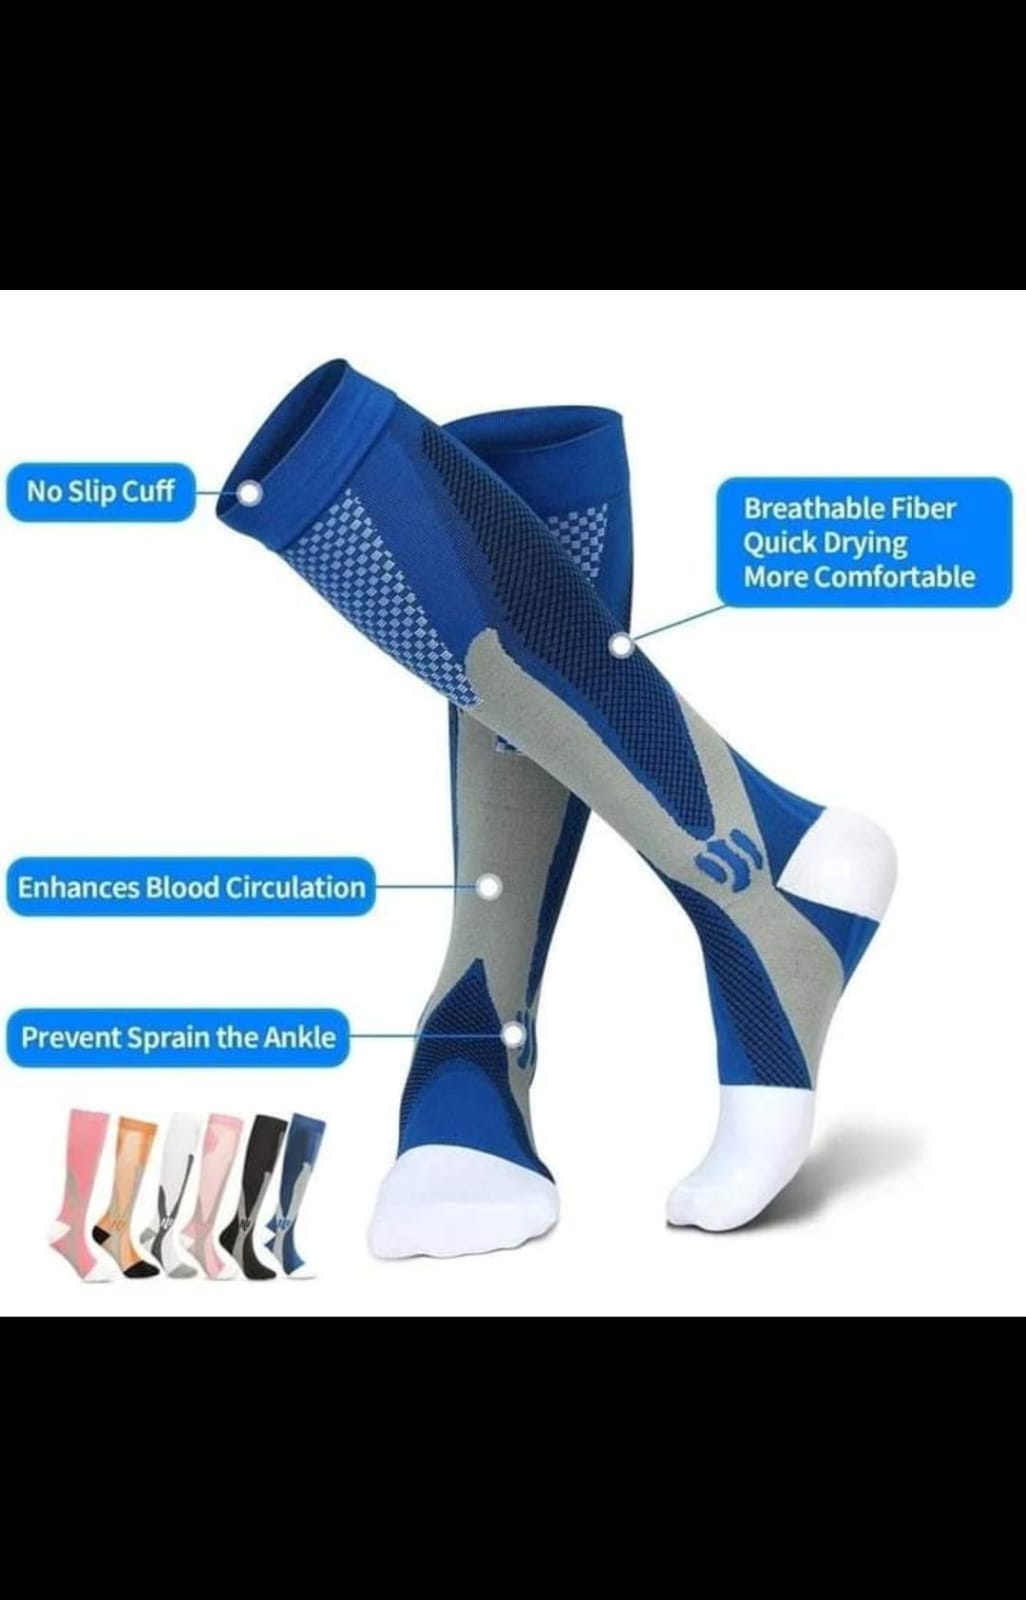 No Slip Cuff
Breathable Fiber
Quick Drying
More Comfortable
Enhances Blood Circulation
Prevent Sprain the Ankle